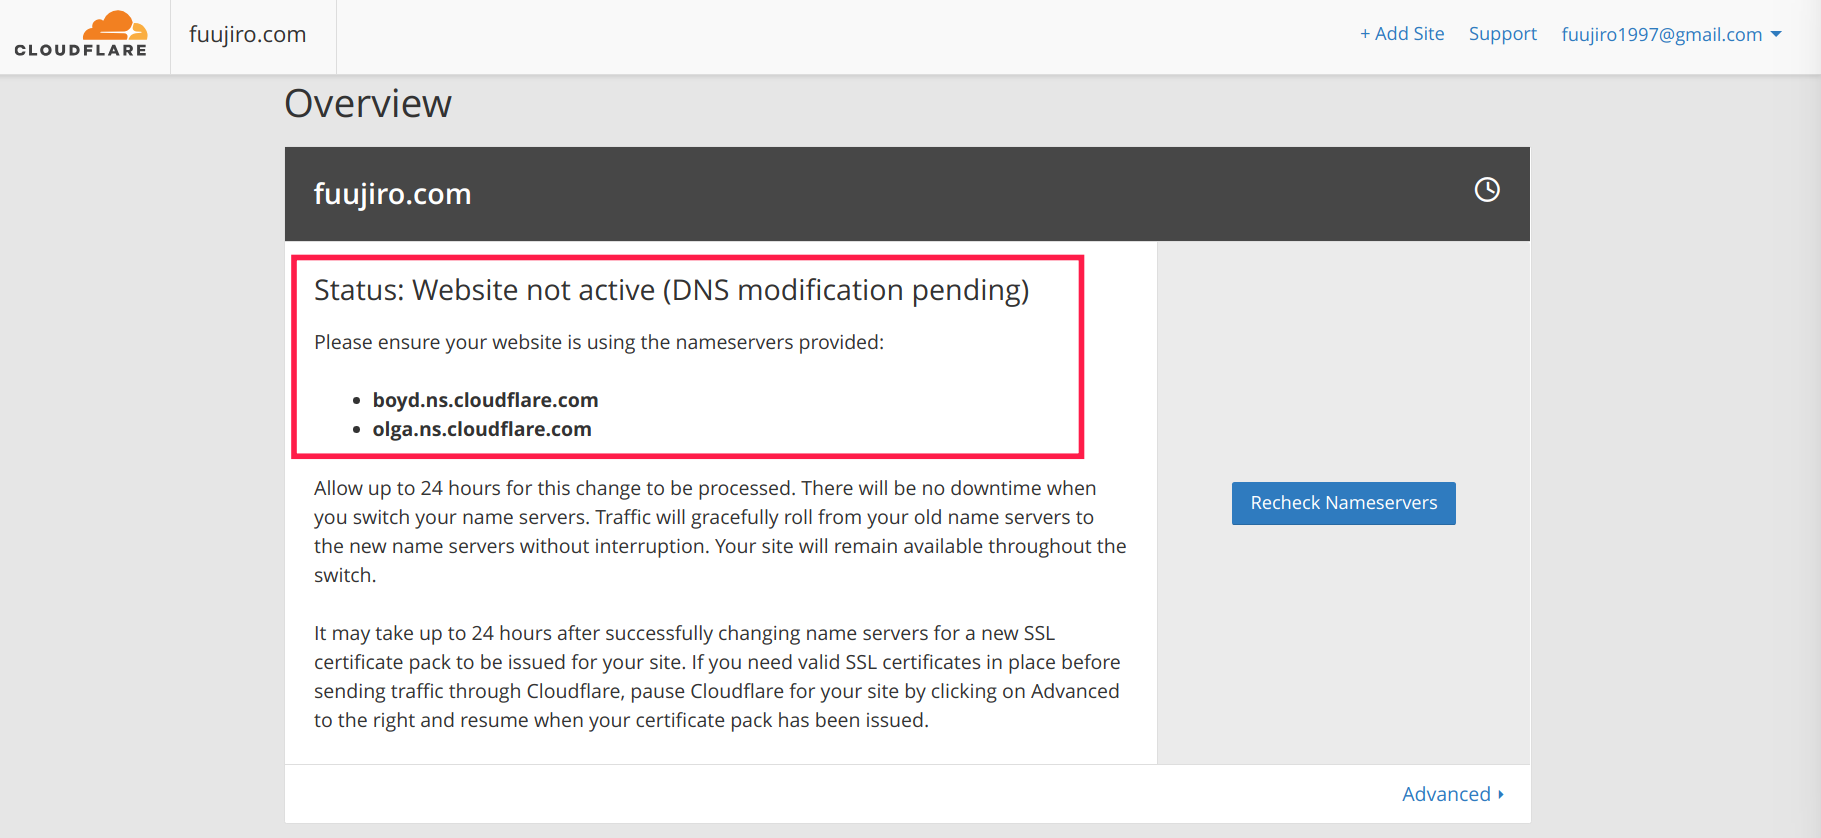 CLOUDFLARE
fuujiro.com
+ Add Site
Support
fuujiro1997@gmail.com
Overview
fuujiro.com
Status: Website not active (DNS modification pending)
Please ensure your website is using the nameservers provided:
• boyd.ns.cloudflare.com
• olga.ns.cloudflare.com
Allow up to 24 hours for this change to be processed. There will be no downtime when
you switch your name servers. Traffic will gracefully roll from your old name servers to
the new name servers without interruption. Your site will remain available throughout the
switch.
Recheck Nameservers
It may take up to 24 hours after successfully changing name servers for a new SSL
certificate pack to be issued for your site. If you need valid SSL certificates in place before
sending traffic through Cloudflare, pause Cloudflare for your site by clicking on Advanced
to the right and resume when your certificate pack has been issued.
Advanced